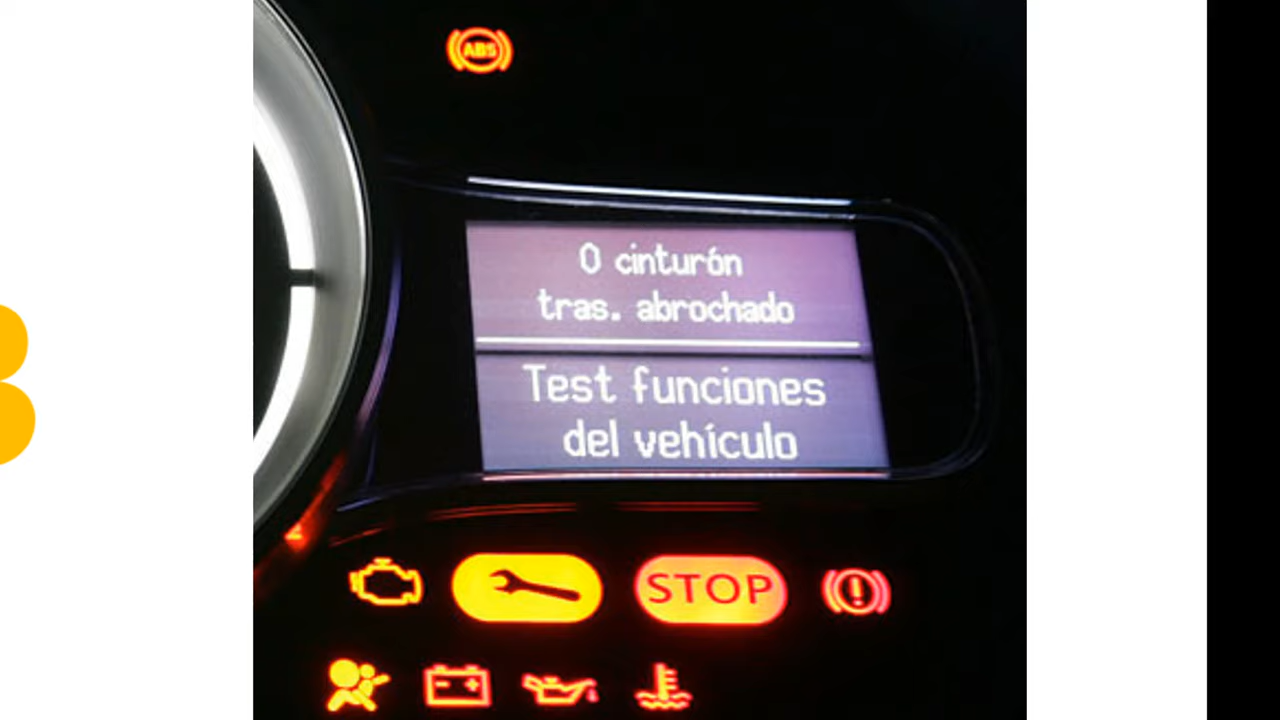 ABS
0 cinturón
tras. abrochado
Test funciones
del vehículo
STOP